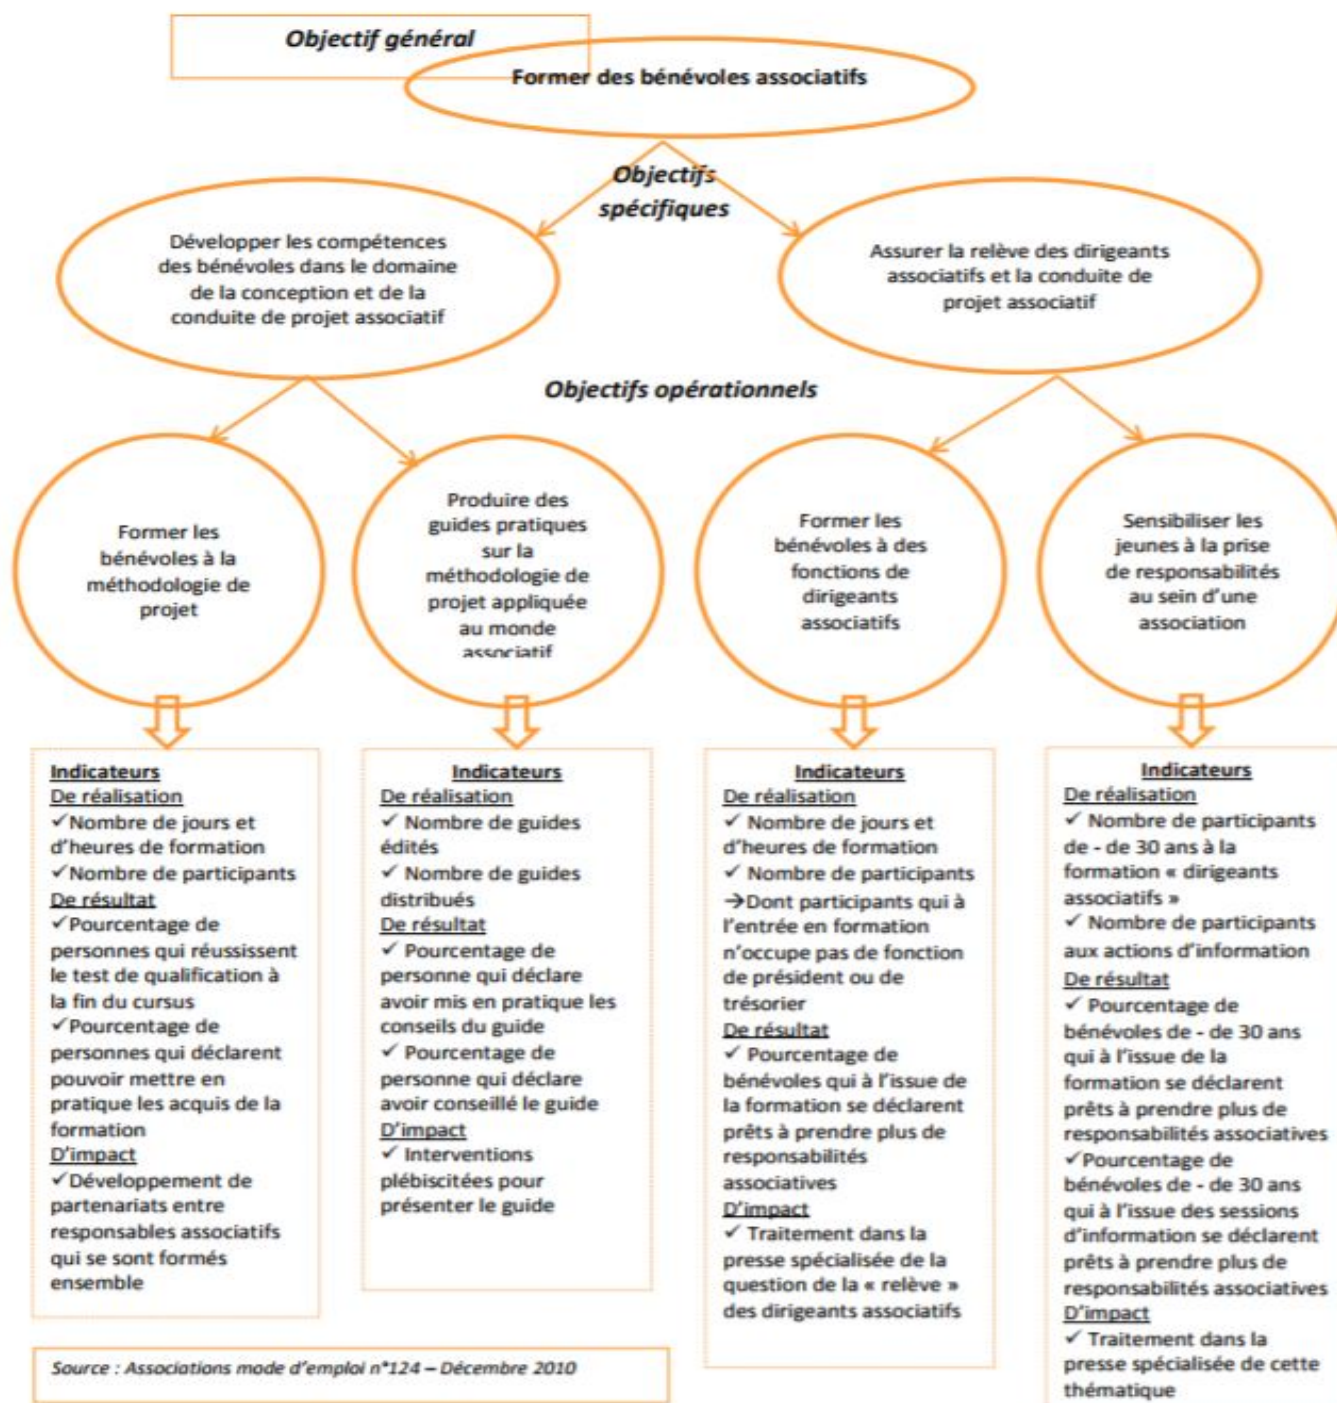 Objectif général
Former des bénévoles associatifs
Objectifs
spécifiques
Développer les compétences
des bénévoles dans le domaine
de la conception et de la
conduite de projet associatif
Assurer la relève des dirigeants
associatifs et la conduite de
projet associatif
Objectifs opérationnels
Former les
bénévoles à la
méthodologie de
projet
Produire des
guides pratiques
sur la
méthodologie de
projet appliquée
au monde
associatif
Former les
bénévoles à des
fonctions de
dirigeants
associatifs
Sensibiliser les
jeunes à la prise
de responsabilités
au sein d'une
association
Indicateurs
De réalisation
✓Nombre de jours et
d'heures de formation
✓Nombre de participants
De résultat
✓Pourcentage de
personnes qui réussissent
le test de qualification à
la fin du cursus
✓Pourcentage de
personnes qui déclarent
pouvoir mettre en
pratique les acquis de la
formation
D'impact
✓Développement de
partenariats entre
responsables associatifs
qui se sont formés
ensemble
Indicateurs
De réalisation
✓ Nombre de guides
édités
✓ Nombre de guides
distribués
De résultat
✓ Pourcentage de
personne qui déclare
avoir mis en pratique les
conseils du guide
✓ Pourcentage de
personne qui déclare
avoir conseillé le guide
D'impact
✓ Interventions
plébiscitées pour
présenter le guide
Indicateurs
De réalisation
✓ Nombre de jours et
d'heures de formation
✓ Nombre de participants
→Dont participants qui à
l'entrée en formation
n'occupe pas de fonction
de président ou de
trésorier
De résultat
✓ Pourcentage de
bénévoles qui à l'issue de
la formation se déclarent
prêts à prendre plus de
responsabilités
associatives
D'impact
✓ Traitement dans la
presse spécialisée de la
question de la « relève »
des dirigeants associatifs
Indicateurs
De réalisation
✓ Nombre de participants
de - de 30 ans à la
formation « dirigeants
associatifs »
✓ Nombre de participants
aux actions d'information
De résultat
✓ Pourcentage de
bénévoles de - de 30 ans
qui à l'issue de la
formation se déclarent
prêts à prendre plus de
responsabilités associatives
✓Pourcentage de
bénévoles de - de 30 ans
qui à l'issue des sessions
d'information se déclarent
prêts à prendre plus de
responsabilités associatives
D'impact
✓ Traitement dans la
presse spécialisée de cette
thématique
Source : Associations mode d'emploi n°124 – Décembre 2010